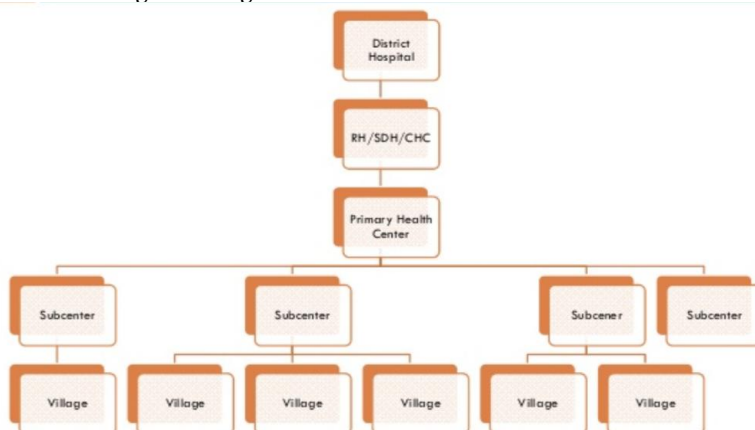 District
Hospital
RH/SDH/CHC
Primary Health
Center
Subcenter
Subcenter
Subcener
Subcenter
Village
Village
Village
Village
Village
Village